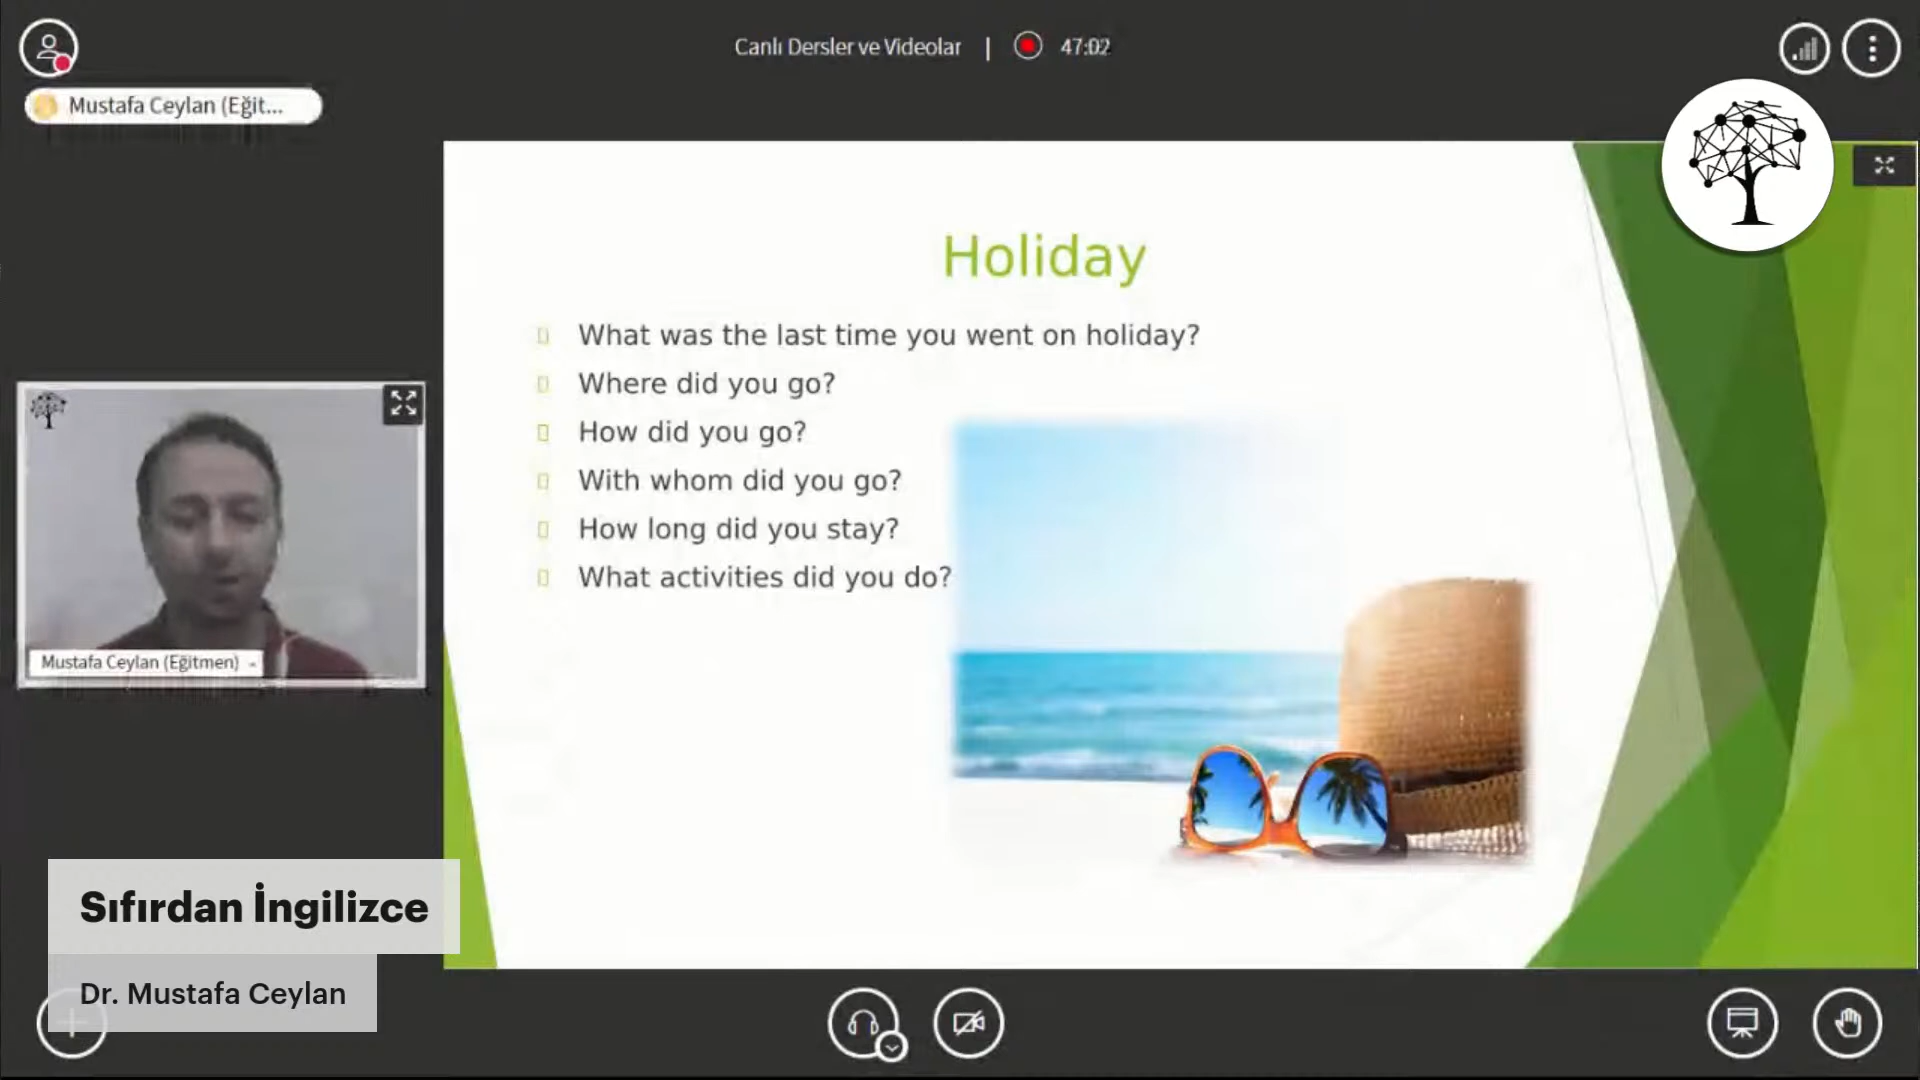 Canlı Dersler ve Videolar | 47:02
Mustafa Ceylan (Eğit...
Holiday
What was the last time you went on holiday?
Where did you go?
How did you go?
With whom did you go?
How long did you stay?
What activities did you do?
Mustafa Ceylan (Eğitmen)
Sıfırdan İngilizce
Dr. Mustafa Ceylan